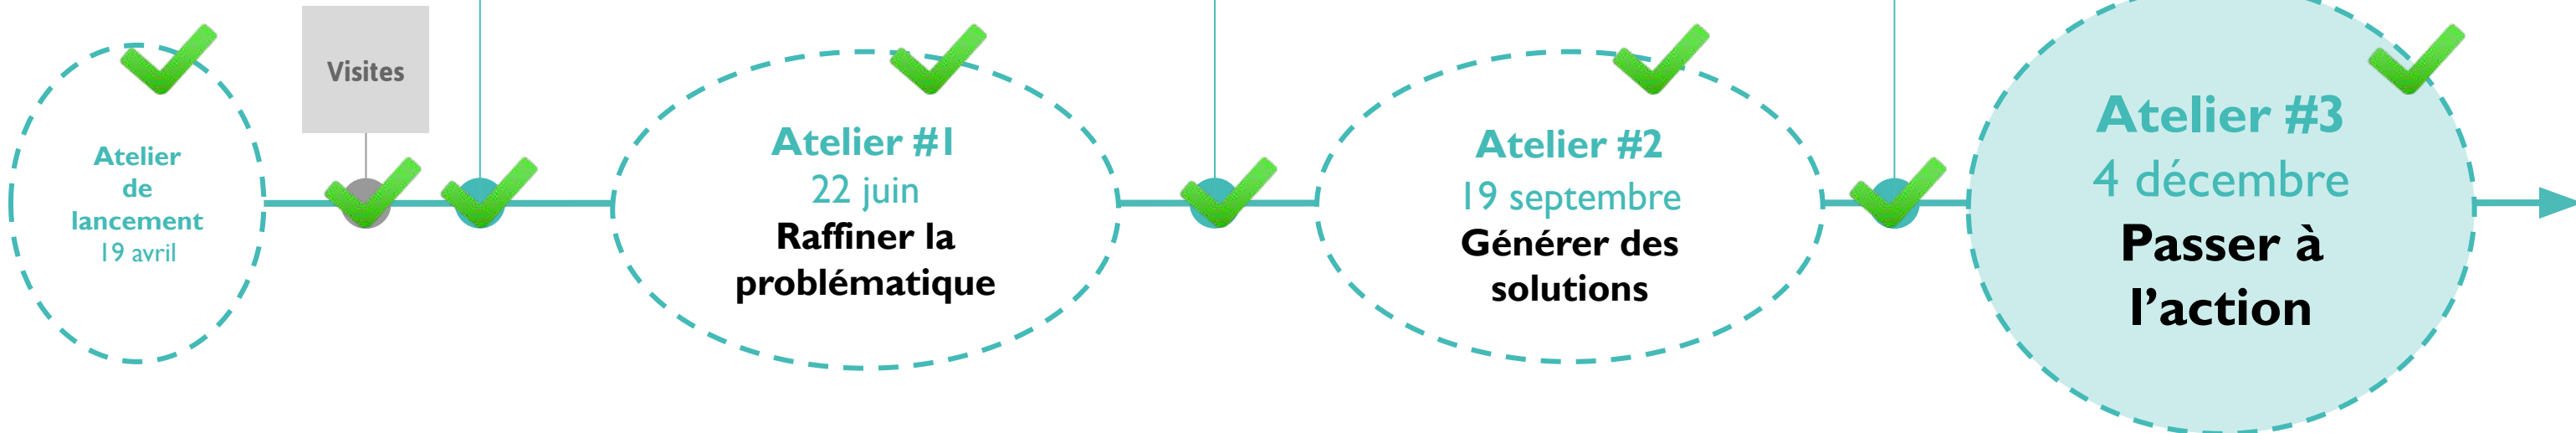 Atelier
de
lancement
19 avril
Visites
Atelier #1
22 juin
Raffiner la
problématique
Atelier #2
19 septembre
Générer des
solutions
Atelier #3
4 décembre
Passer à
l’action